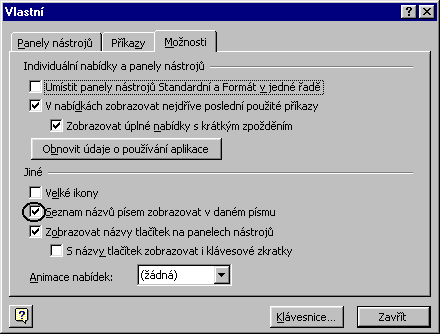 Vlastní
Panely nástrojů Příkazy Možnosti
Individuální nabídky a panely nástrojů
Umístit panely nástrojů Standardní a Formát v jedné řadě
V nabídkách zobrazovat nejdříve poslední použité příkazy
Zobrazovat úplné nabídky s krátkým zpožděním
Obnovit údaje o používání aplikace
Jiné
Velké ikony
Seznam názvů písem zobrazovat v daném písmu
Zobrazovat názvy tlačítek na panelech nástrojů
S názvy tlačítek zobrazovat i klávesové zkratky
Animace nabídek: (žádná)
Klávesnice... Zavřít